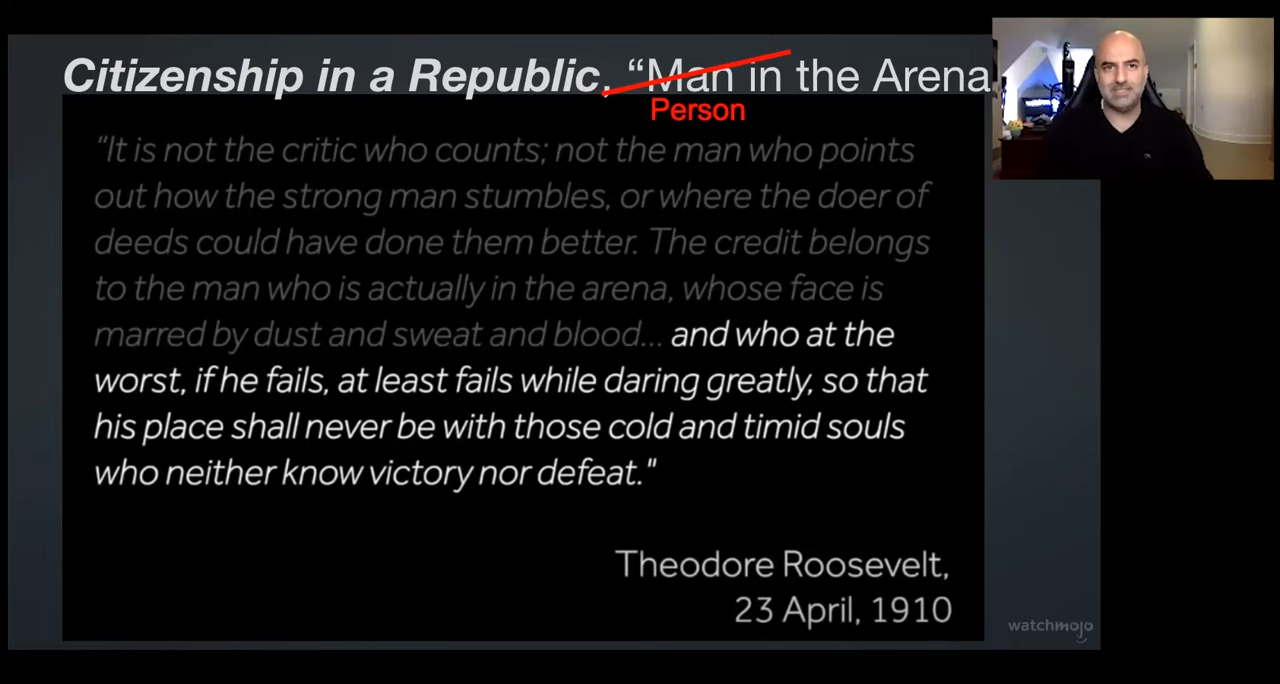 Citizenship in a Republic, “Man in the Arena
Person
"It is not the critic who counts; not the man who points
out how the strong man stumbles, or where the doer of
deeds could have done them better. The credit belongs
to the man who is actually in the arena, whose face is
marred by dust and sweat and blood... and who at the
worst, if he fails, at least fails while daring greatly, so that
his place shall never be with those cold and timid souls
who neither know victory nor defeat."
Theodore Roosevelt,
23 April, 1910
watchmojo